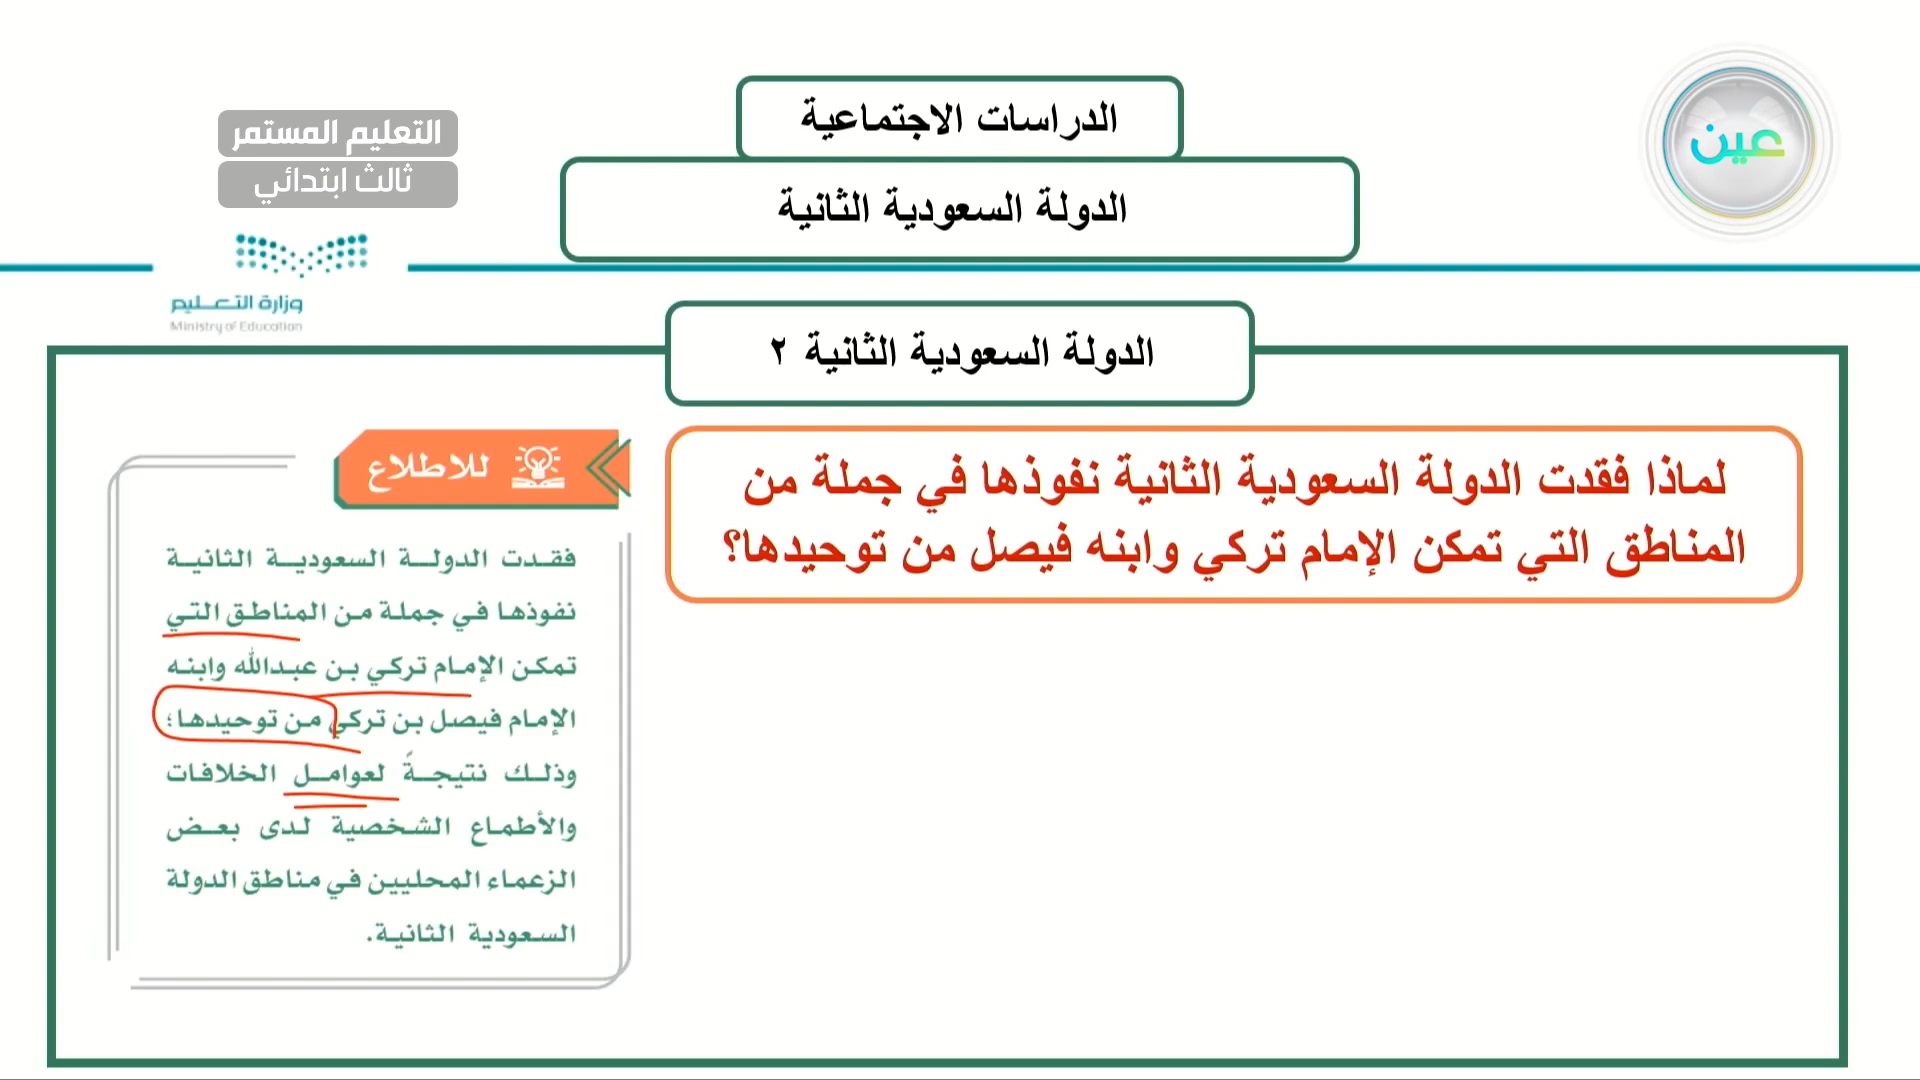 الدراسات الاجتماعية
التعليم المستمر
ثالث ابتدائي
عين
الدولة السعودية الثانية
وزارة التعليم
Ministry of Education
الدولة السعودية الثانية ٢
لماذا فقدت الدولة السعودية الثانية نفوذها في جملة من
المناطق التي تمكن الإمام تركي وابنه فيصل من توحيدها؟
للاطلاع
فقدت الدولة السعودية الثانية
نفوذها في جملة من المناطق التي
تمكن الإمام تركي بن عبدالله وابنه
الإمام فيصل بن تركي من توحيدها؛
وذلك نتيجةً لعوامل الخلافات
والأطماع الشخصية لدى بعض
الزعماء المحليين في مناطق الدولة
السعودية الثانية.